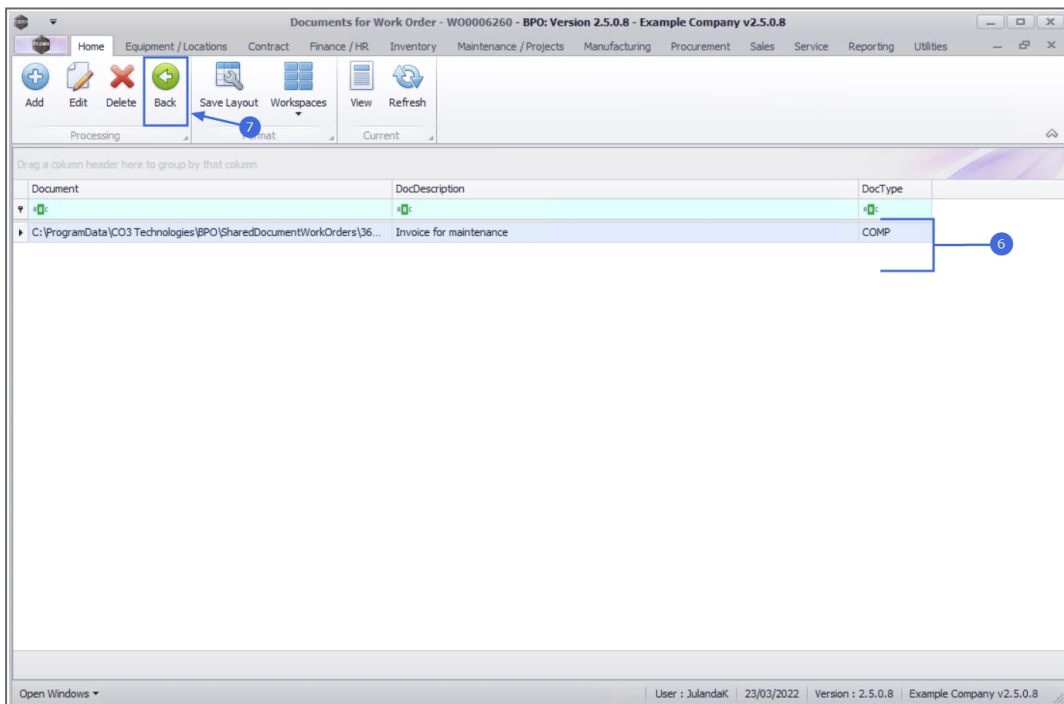 Documents for Work Order - WO0006260 - BPO: Version 2.5.0.8 - Example Company v2.5.0.8
Home Equipment / Locations Contract Finance / HR Inventory Maintenance / Projects Manufacturing Procurement Sales Service Reporting Utilities
Add Edit Delete Back Save Layout Workspaces View Refresh
7
Processing Format Current
Drag a column header here to group by that column
Document DocDescription DocType
C:\ProgramData\CO3 Technologies\BPO\SharedDocumentWorkOrders\36... Invoice for maintenance COMP
6
Open Windows User : JulandaK 23/03/2022 Version : 2.5.0.8 Example Company v2.5.0.8